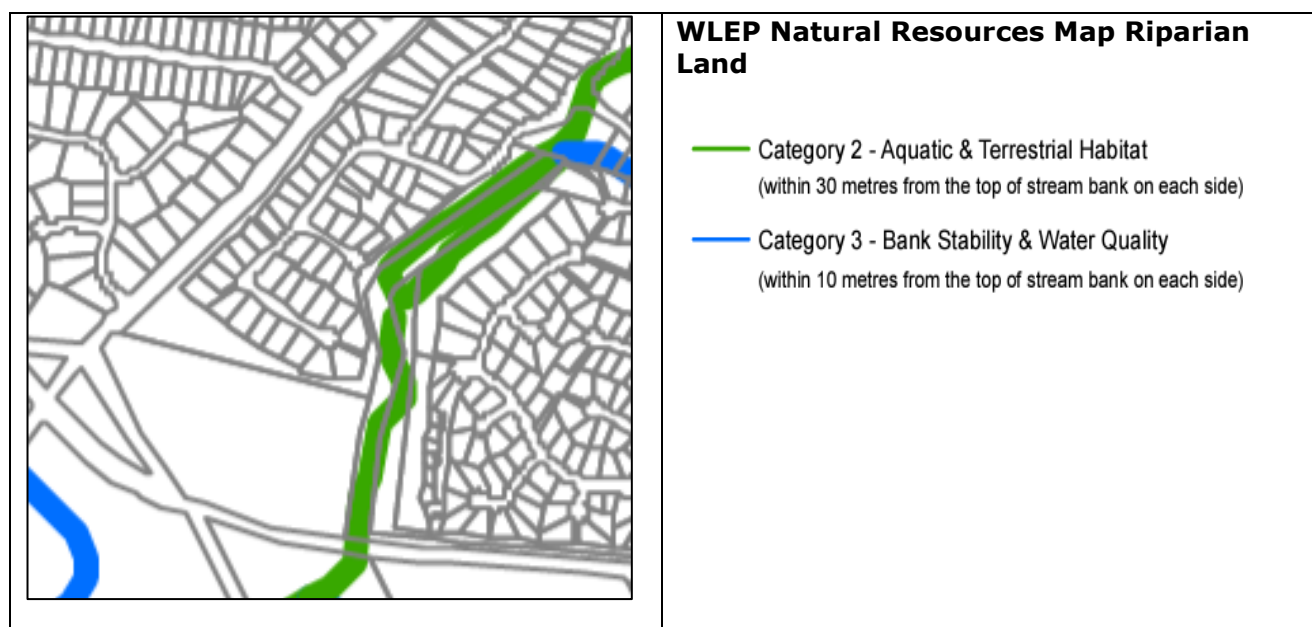 WLEP Natural Resources Map Riparian
Land
Category 2 - Aquatic & Terrestrial Habitat
(within 30 metres from the top of stream bank on each side)
Category 3 - Bank Stability & Water Quality
(within 10 metres from the top of stream bank on each side)